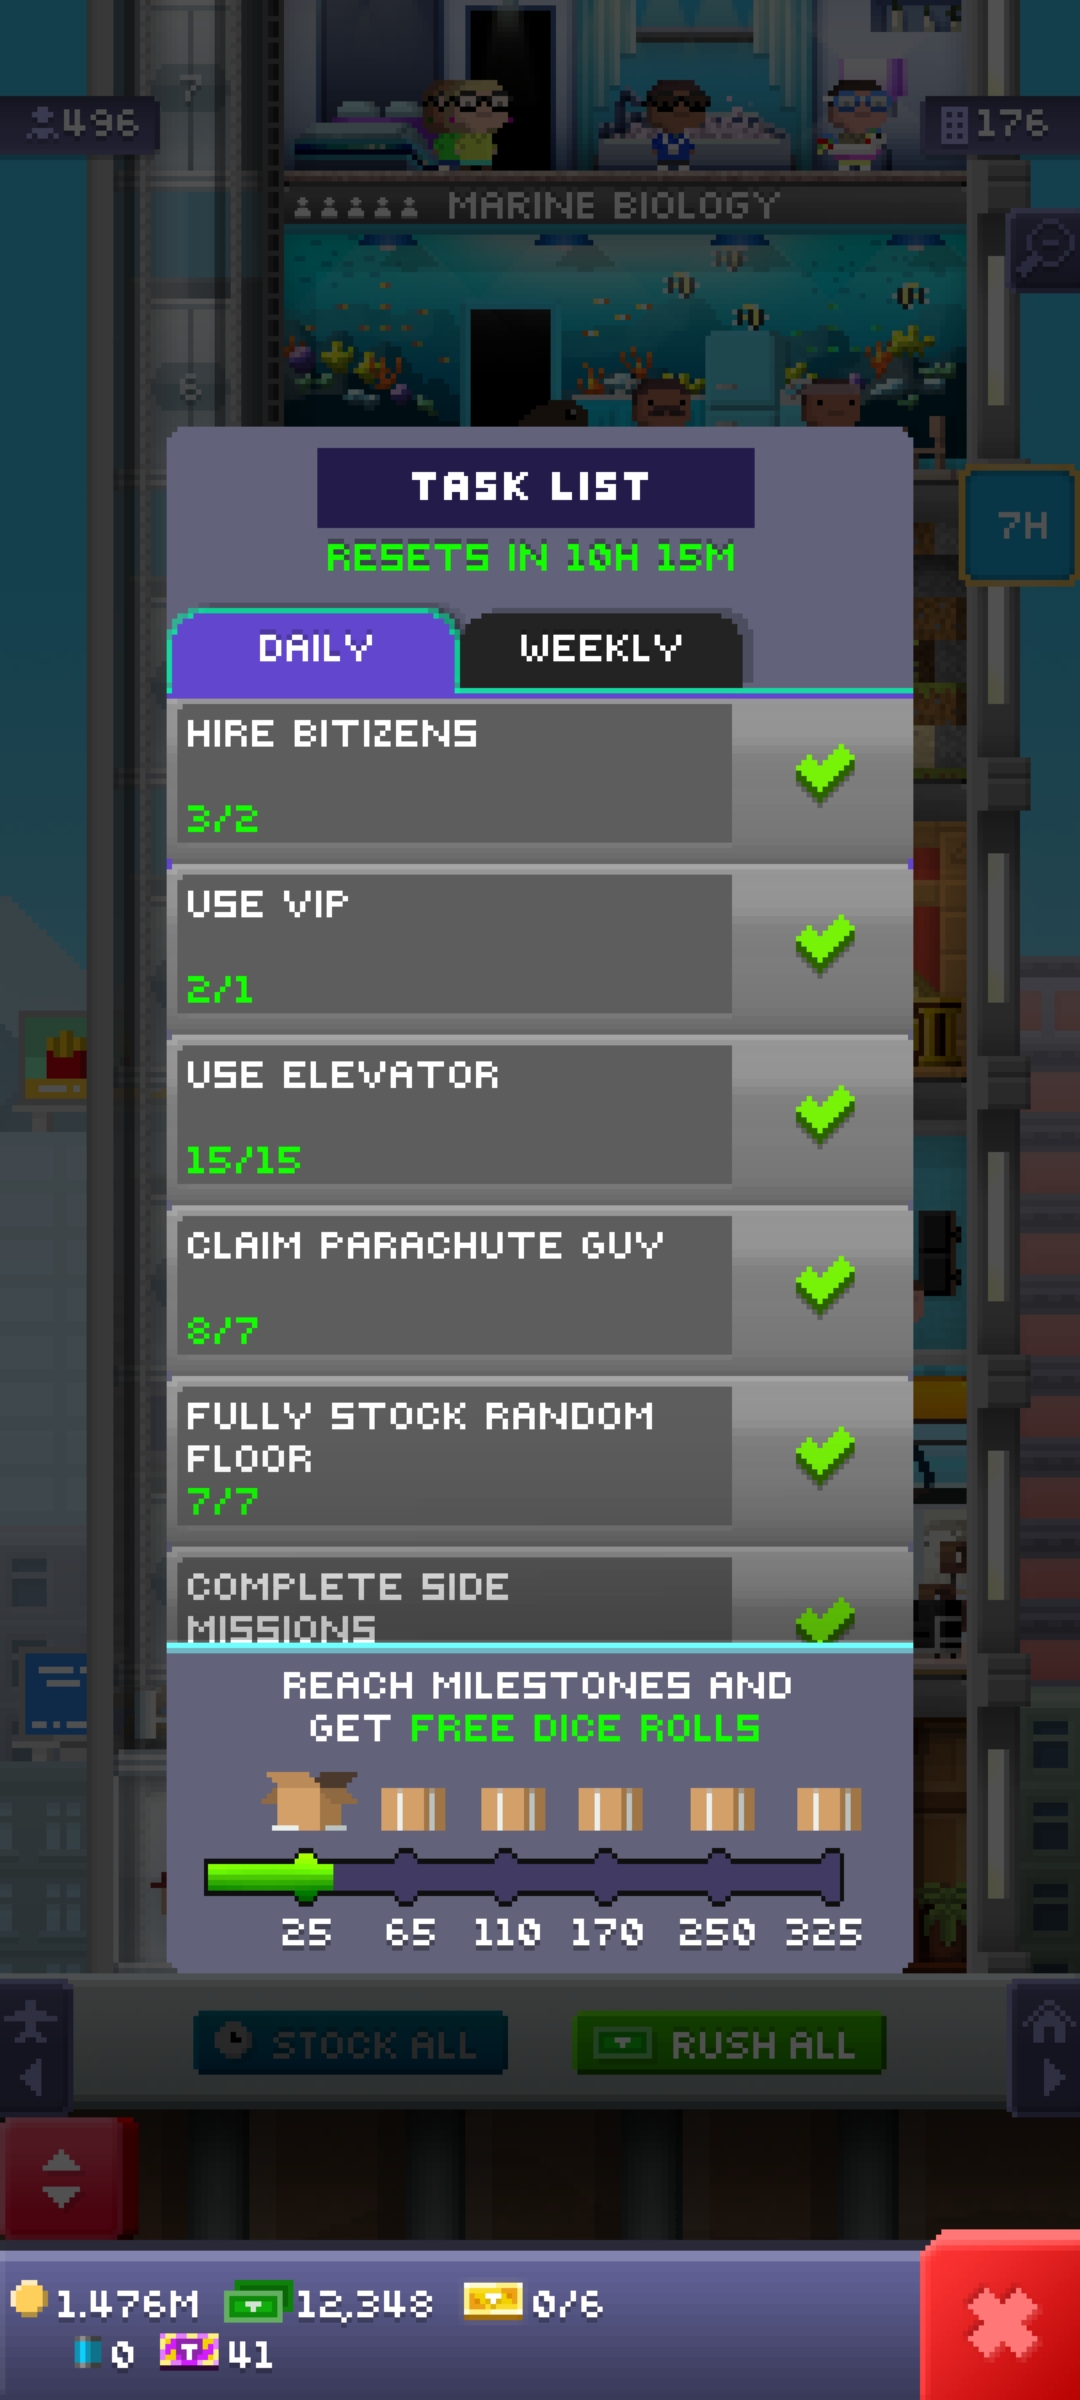 7
496
176
MARINE BIOLOGY
6
TASK LIST
7H
RESETS IN 10H 15M
DAILY
WEEKLY
HIRE BITIZENS
3/2
USE VIP
2/1
USE ELEVATOR
15/15
CLAIM PARACHUTE GUY
8/7
FULLY STOCK RANDOM
FLOOR
7/7
COMPLETE SIDE
MISSIONS
REACH MILESTONES AND
GET FREE DICE ROLLS
25 65 110 170 250 325
STOCK ALL
RUSH ALL
1.476M 12,348 0/6
0 41